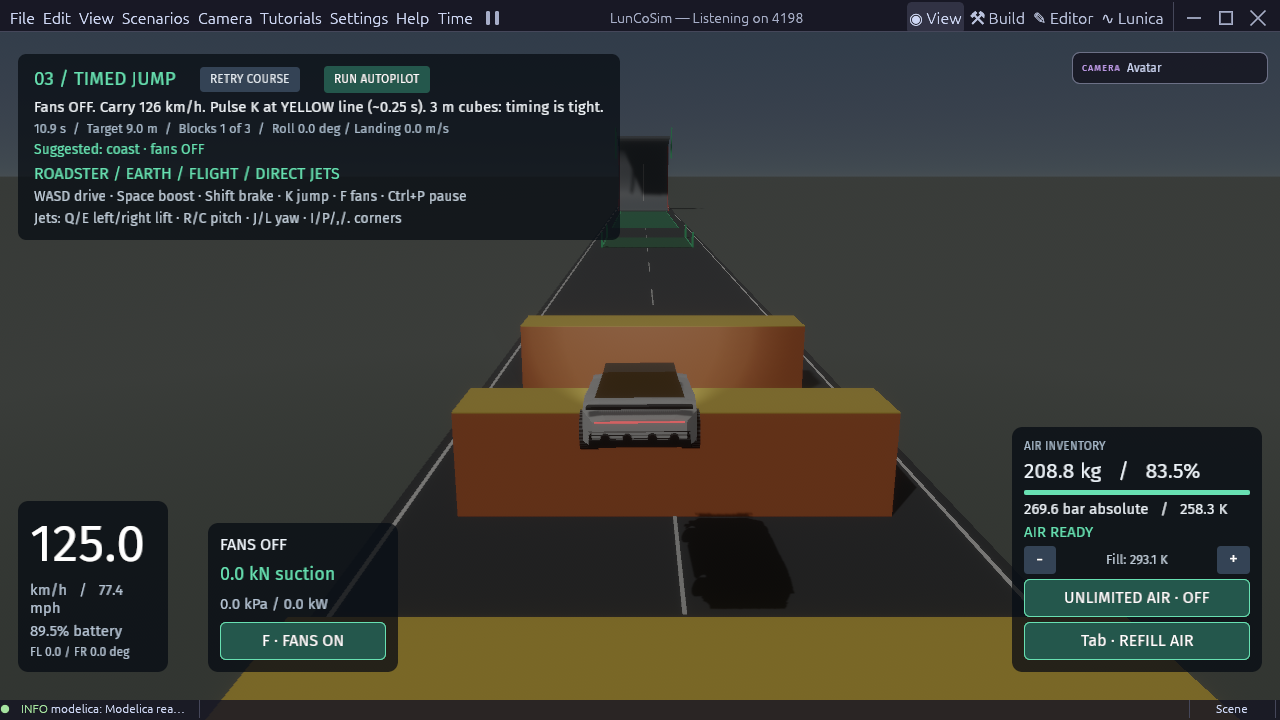 File Edit View Scenarios Camera Tutorials Settings Help Time
LunCoSim — Listening on 4198
View Build Editor Lunica
03 / TIMED JUMP RETRY COURSE RUN AUTOPILOT
Fans OFF. Carry 126 km/h. Pulse K at YELLOW line (~0.25 s). 3 m cubes: timing is tight.
10.9 s / Target 9.0 m / Blocks 1 of 3 / Roll 0.0 deg / Landing 0.0 m/s
Suggested: coast · fans OFF
ROADSTER / EARTH / FLIGHT / DIRECT JETS
WASD drive · Space boost · Shift brake · K jump · F fans · Ctrl+P pause
Jets: Q/E left/right lift · R/C pitch · J/L yaw · I/P/,/. corners
CAMERA Avatar
125.0
km/h / 77.4
mph
89.5% battery
FL 0.0 / FR 0.0 deg
FANS OFF
0.0 kN suction
0.0 kPa / 0.0 kW
F · FANS ON
AIR INVENTORY
208.8 kg / 83.5%
269.6 bar absolute / 258.3 K
AIR READY
- Fill: 293.1 K +
UNLIMITED AIR · OFF
Tab · REFILL AIR
INFO modelica: Modelica rea...
Scene